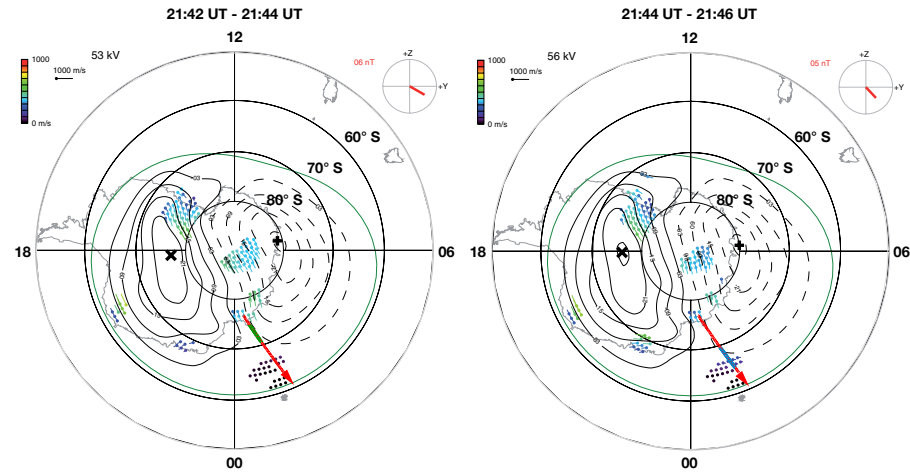 21:42 UT - 21:44 UT
12
53 kV
1000
1000 m/s
0 m/s
06 nT
+Z
+Y
60° S
70° S
80° S
18
00
21:44 UT - 21:46 UT
12
56 kV
1000
1000 m/s
0 m/s
05 nT
+Z
+Y
60° S
70° S
80° S
18
06
00